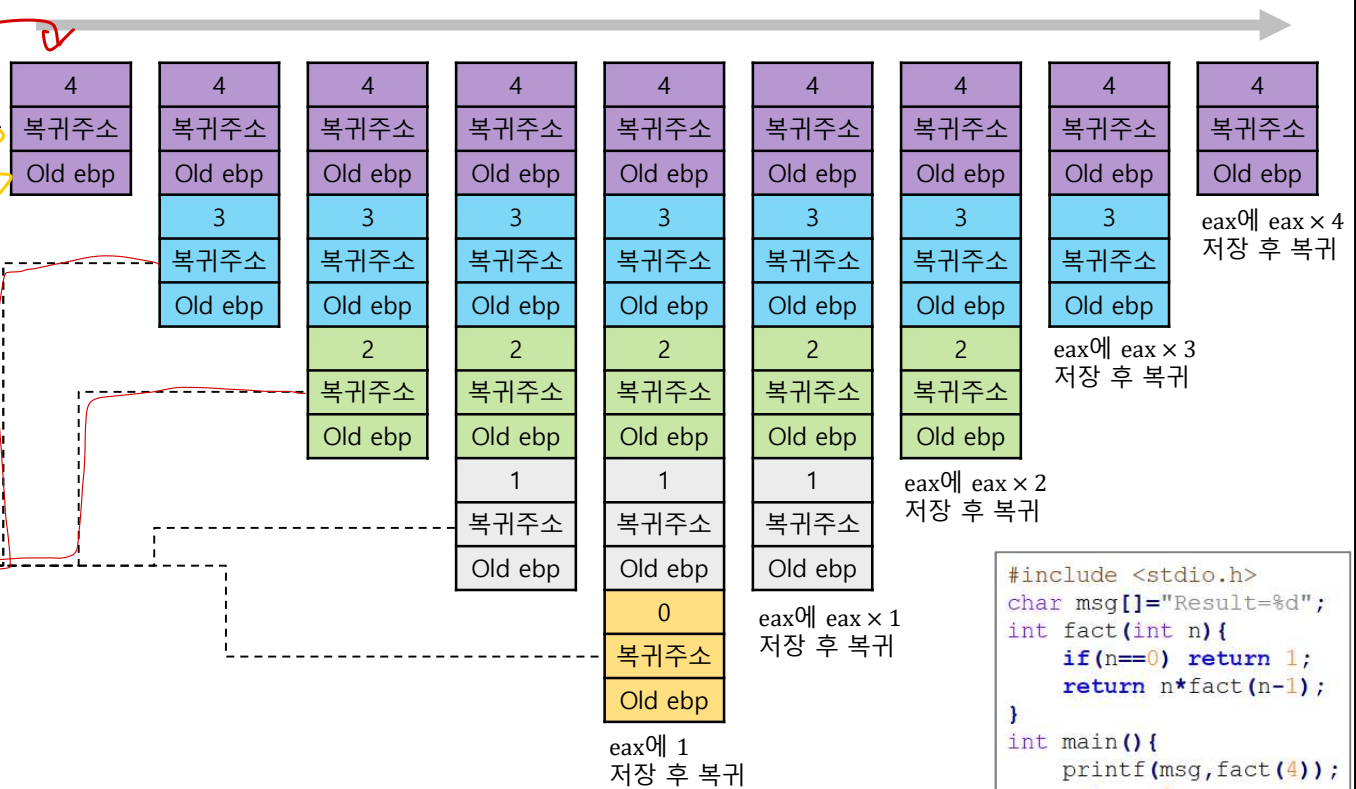 4 4 4 4 4 4 4 4 4
복귀주소 복귀주소 복귀주소 복귀주소 복귀주소 복귀주소 복귀주소 복귀주소 복귀주소
Old ebp Old ebp Old ebp Old ebp Old ebp Old ebp Old ebp Old ebp Old ebp
3 3 3 3 3 3 3
복귀주소 복귀주소 복귀주소 복귀주소 복귀주소 복귀주소 복귀주소
Old ebp Old ebp Old ebp Old ebp Old ebp Old ebp Old ebp
eax에 eax × 4
저장 후 복귀
2 2 2 2 2
복귀주소 복귀주소 복귀주소 복귀주소 복귀주소
Old ebp Old ebp Old ebp Old ebp Old ebp
eax에 eax × 3
저장 후 복귀
1 1 1
복귀주소 복귀주소 복귀주소
Old ebp Old ebp Old ebp
eax에 eax × 2
저장 후 복귀
0
복귀주소
Old ebp
eax에 eax × 1
저장 후 복귀
eax에 1
저장 후 복귀
#include <stdio.h>
char msg[]="Result=%d";
int fact(int n){
if(n==0) return 1;
return n*fact(n-1);
}
int main(){
printf(msg,fact(4));